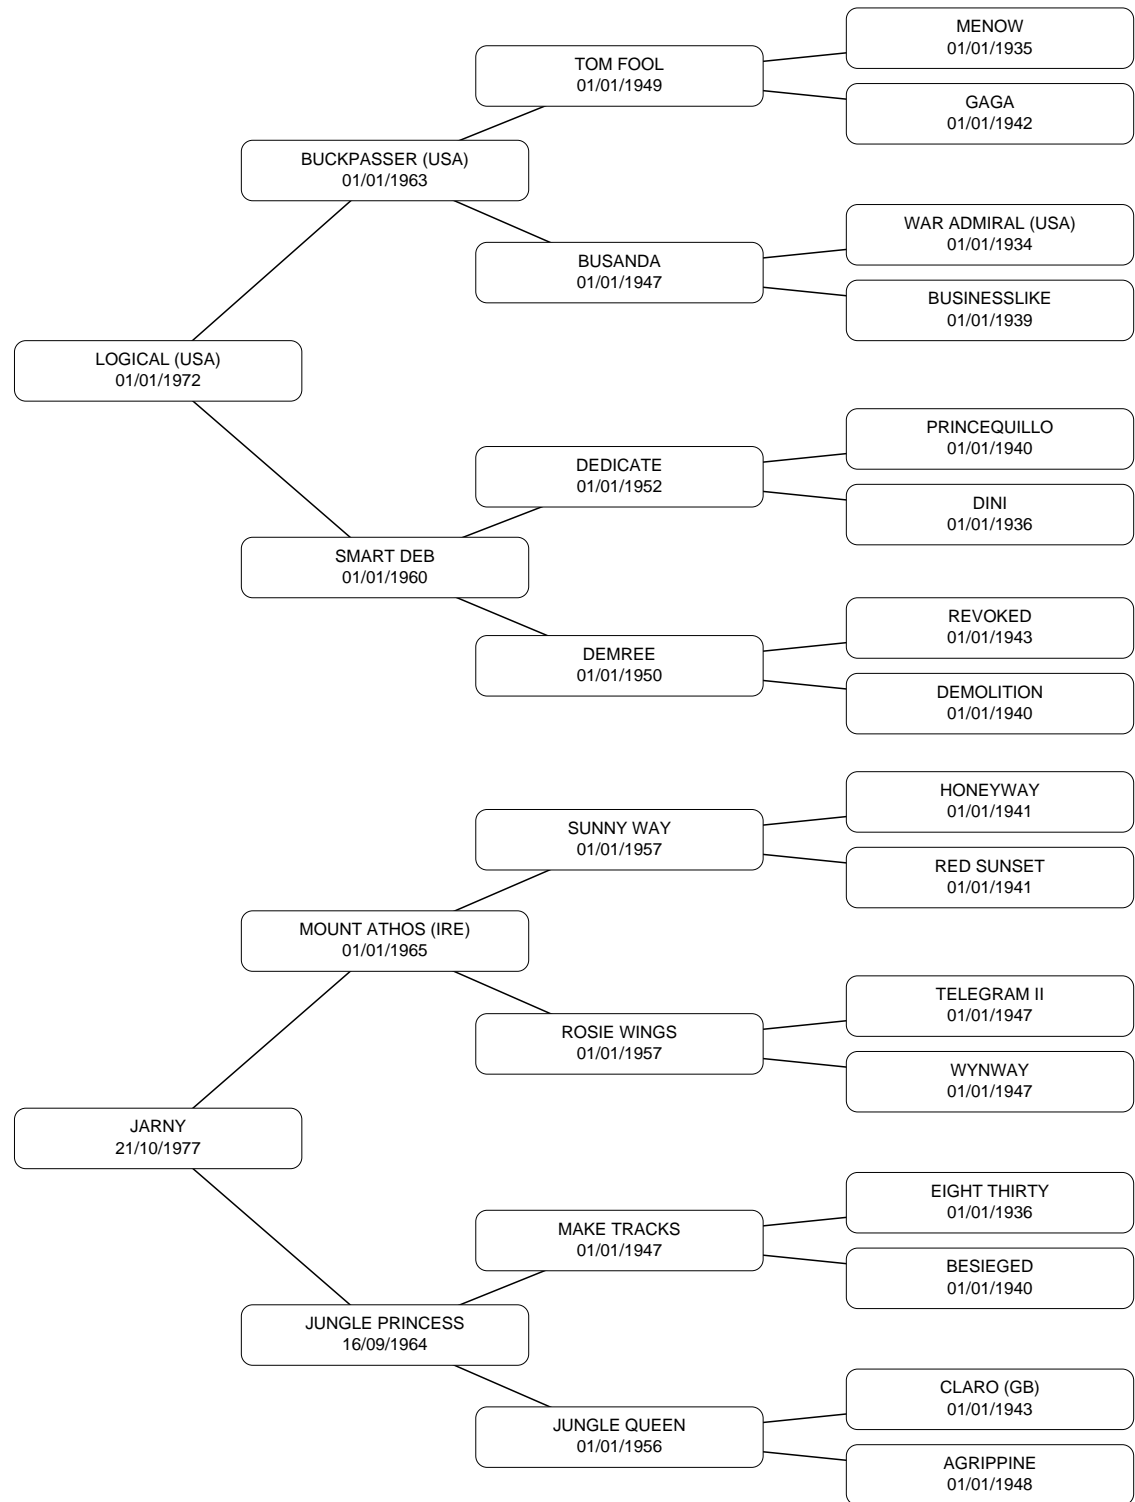 MENOW
01/01/1935
TOM FOOL
01/01/1949
GAGA
01/01/1942
BUCKPASSER (USA)
01/01/1963
WAR ADMIRAL (USA)
01/01/1934
BUSANDA
01/01/1947
BUSINESSLIKE
01/01/1939
LOGICAL (USA)
01/01/1972
PRINCEQUILLO
01/01/1940
DEDICATE
01/01/1952
DINI
01/01/1936
SMART DEB
01/01/1960
REVOKED
01/01/1943
DEMREE
01/01/1950
DEMOLITION
01/01/1940
HONEYWAY
01/01/1941
SUNNY WAY
01/01/1957
RED SUNSET
01/01/1941
MOUNT ATHOS (IRE)
01/01/1965
TELEGRAM II
01/01/1947
ROSIE WINGS
01/01/1957
WYNWAY
01/01/1947
JARNY
21/10/1977
EIGHT THIRTY
01/01/1936
MAKE TRACKS
01/01/1947
BESIEGED
01/01/1940
JUNGLE PRINCESS
16/09/1964
CLARO (GB)
01/01/1943
JUNGLE QUEEN
01/01/1956
AGRIPPINE
01/01/1948